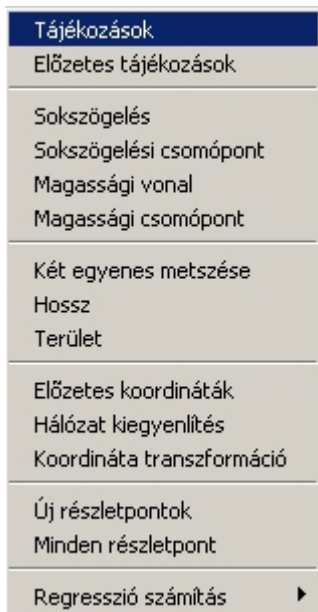 Tájékozások
Előzetes tájékozások
Sokszögelés
Sokszögelési csomópont
Magassági vonal
Magassági csomópont
Két egyenes metszése
Hossz
Terület
Előzetes koordináták
Hálózat kiegyenlítés
Koordináta transzformáció
Új részletpontok
Minden részletpont
Regresszió számítás